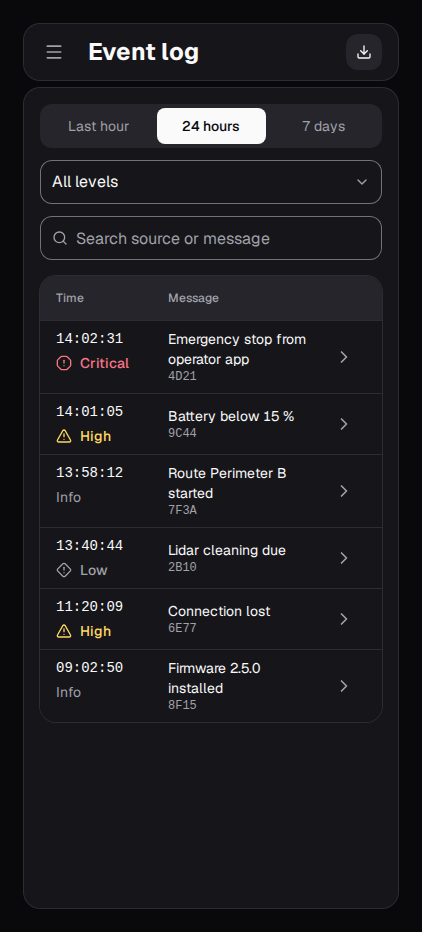 Event log
Last hour 24 hours 7 days
All levels
Search source or message
Time Message
14:02:31 Emergency stop from
operator app
Critical
4D21
14:01:05 Battery below 15 %
High 9C44
13:58:12 Route Perimeter B
started
Info
7F3A
13:40:44 Lidar cleaning due
Low 2B10
11:20:09 Connection lost
High 6E77
09:02:50 Firmware 2.5.0
installed
Info
8F15